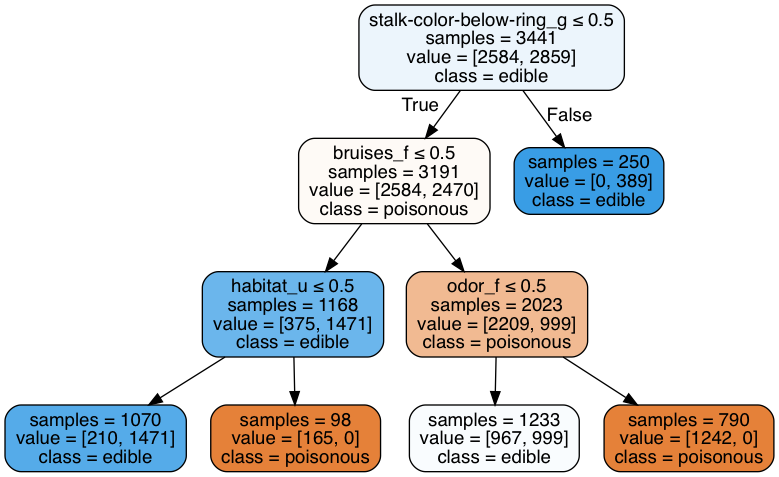 stalk-color-below-ring_g ≤ 0.5
samples = 3441
value = [2584, 2859]
class = edible
True
False
bruises_f ≤ 0.5
samples = 3191
value = [2584, 2470]
class = poisonous
samples = 250
value = [0, 389]
class = edible
habitat_u ≤ 0.5
samples = 1168
value = [375, 1471]
class = edible
odor_f ≤ 0.5
samples = 2023
value = [2209, 999]
class = poisonous
samples = 1070
value = [210, 1471]
class = edible
samples = 98
value = [165, 0]
class = poisonous
samples = 1233
value = [967, 999]
class = edible
samples = 790
value = [1242, 0]
class = poisonous